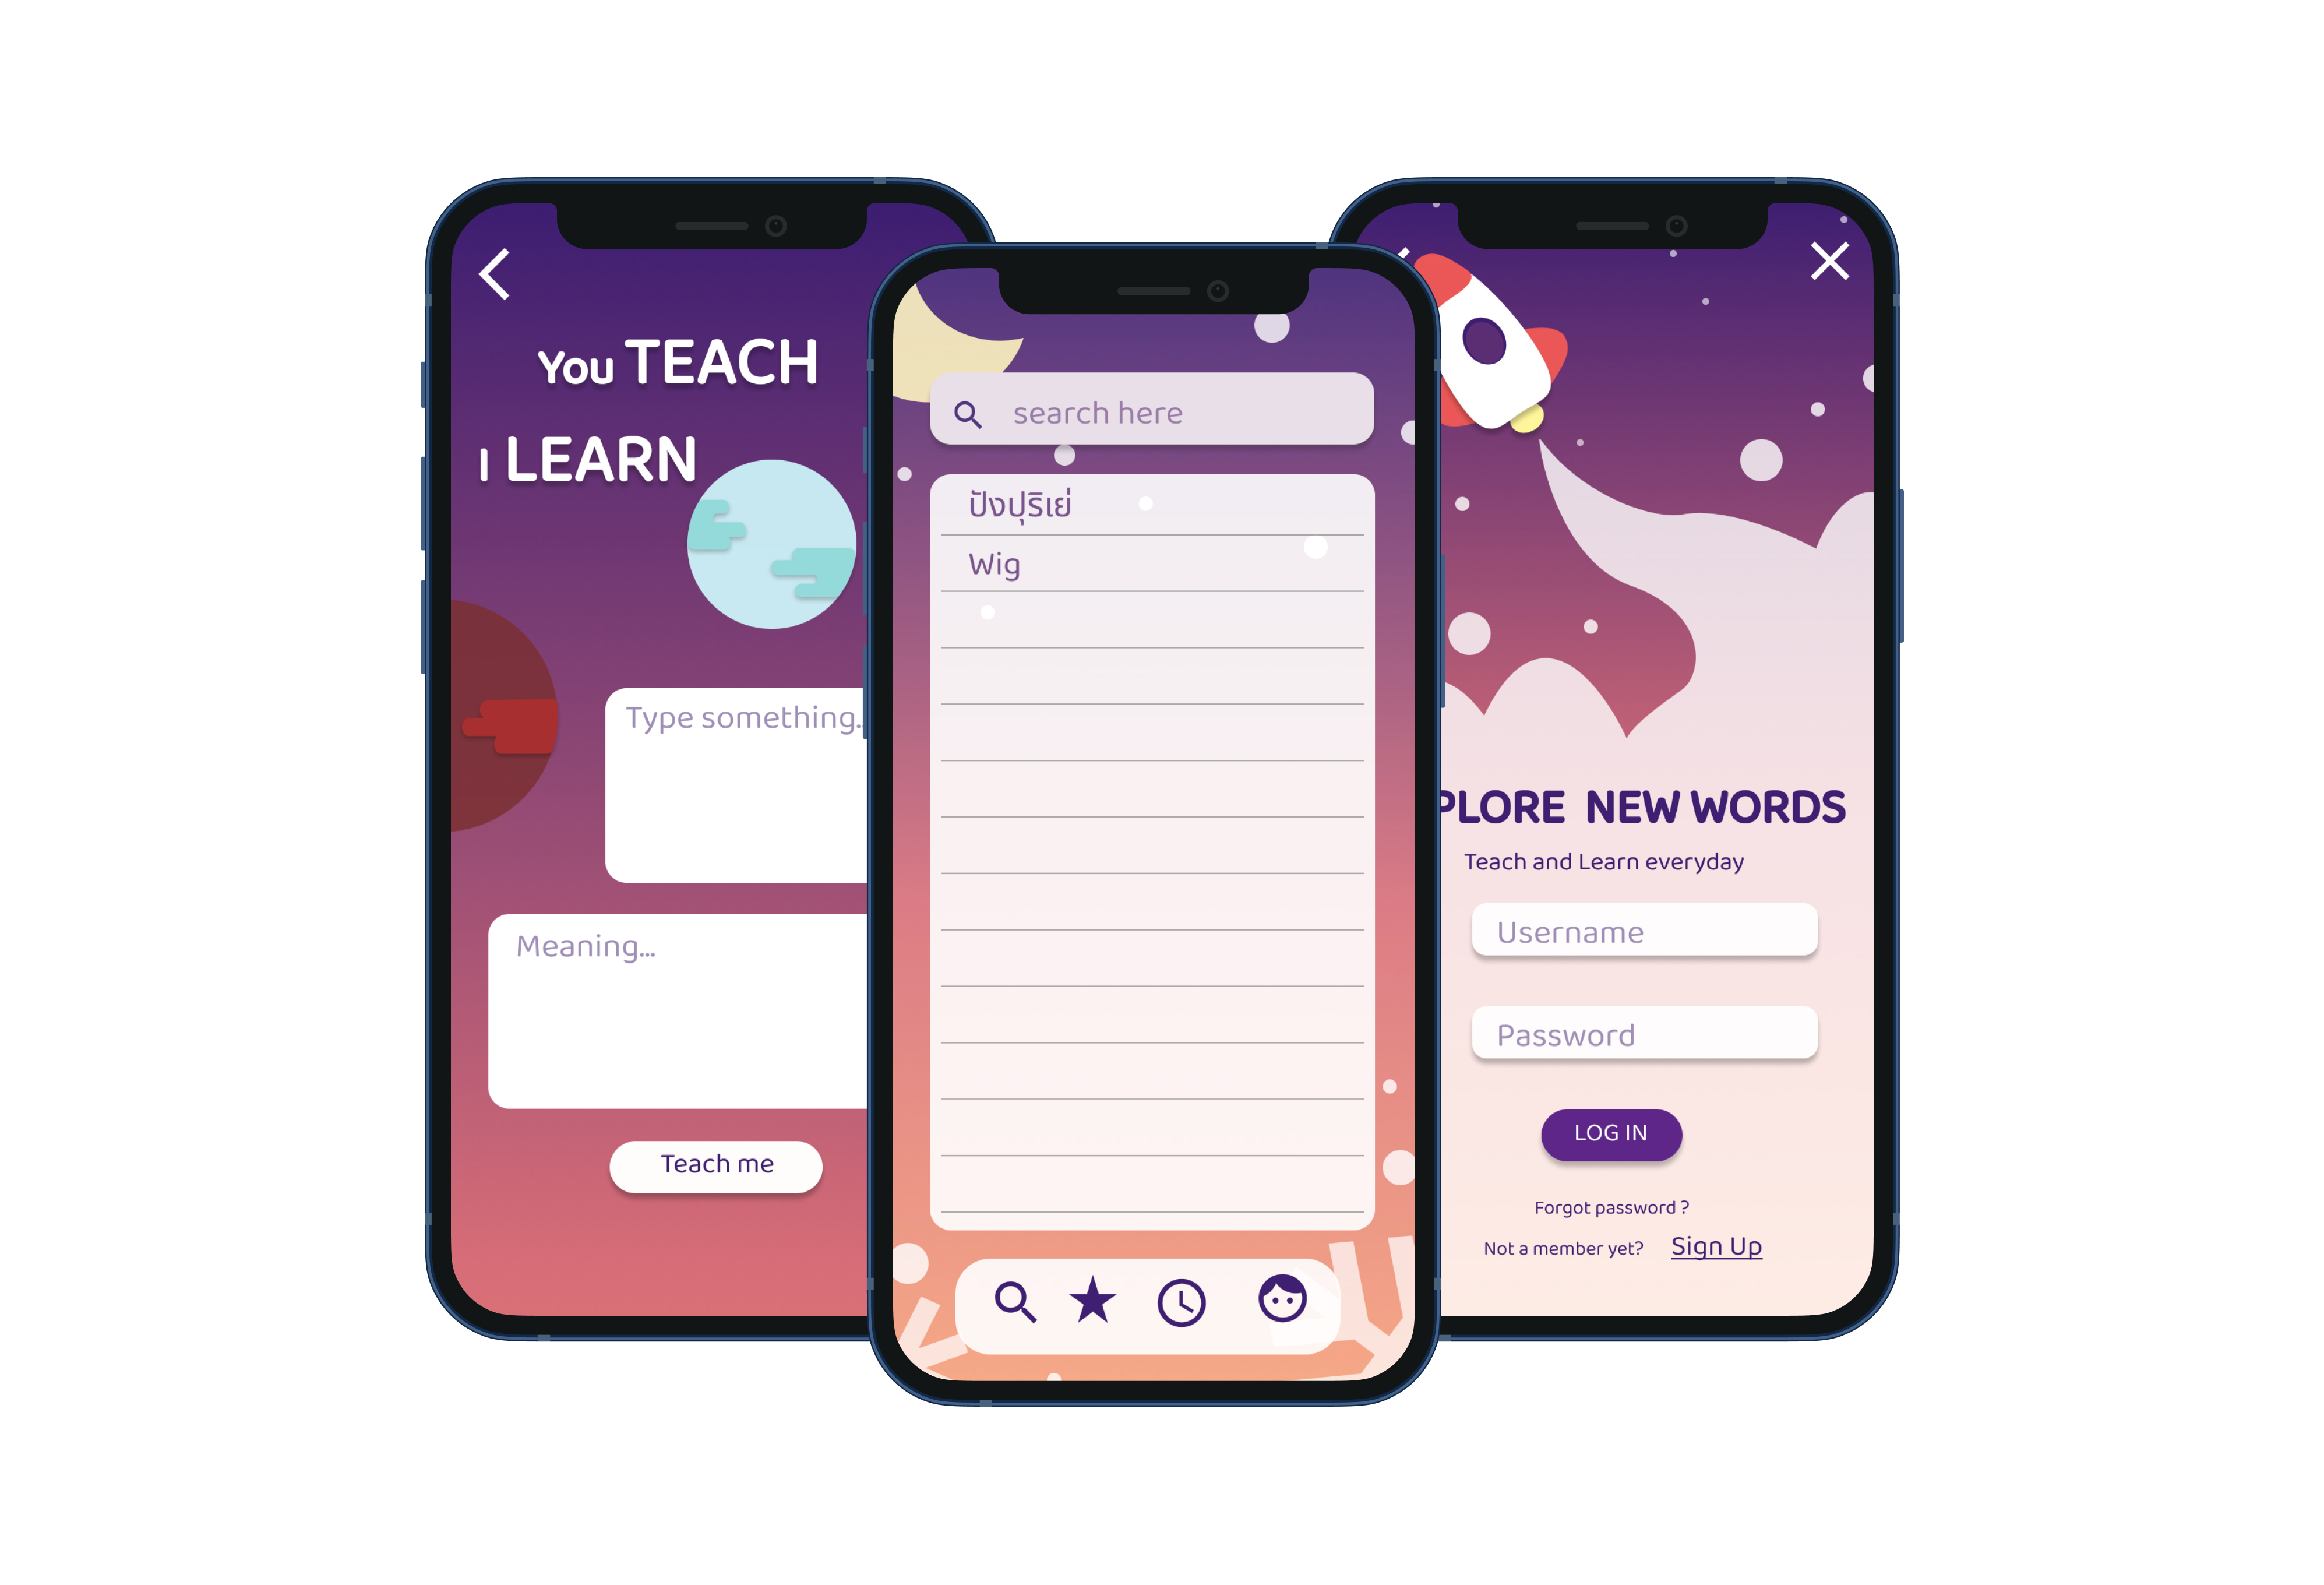 You TEACH
I LEARN
Type something.
Meaning...
Teach me
search here
ปังปุริเย่
Wig
PLORE NEW WORDS
Teach and Learn everyday
Username
Password
LOG IN
Forgot password ?
Not a member yet? Sign Up